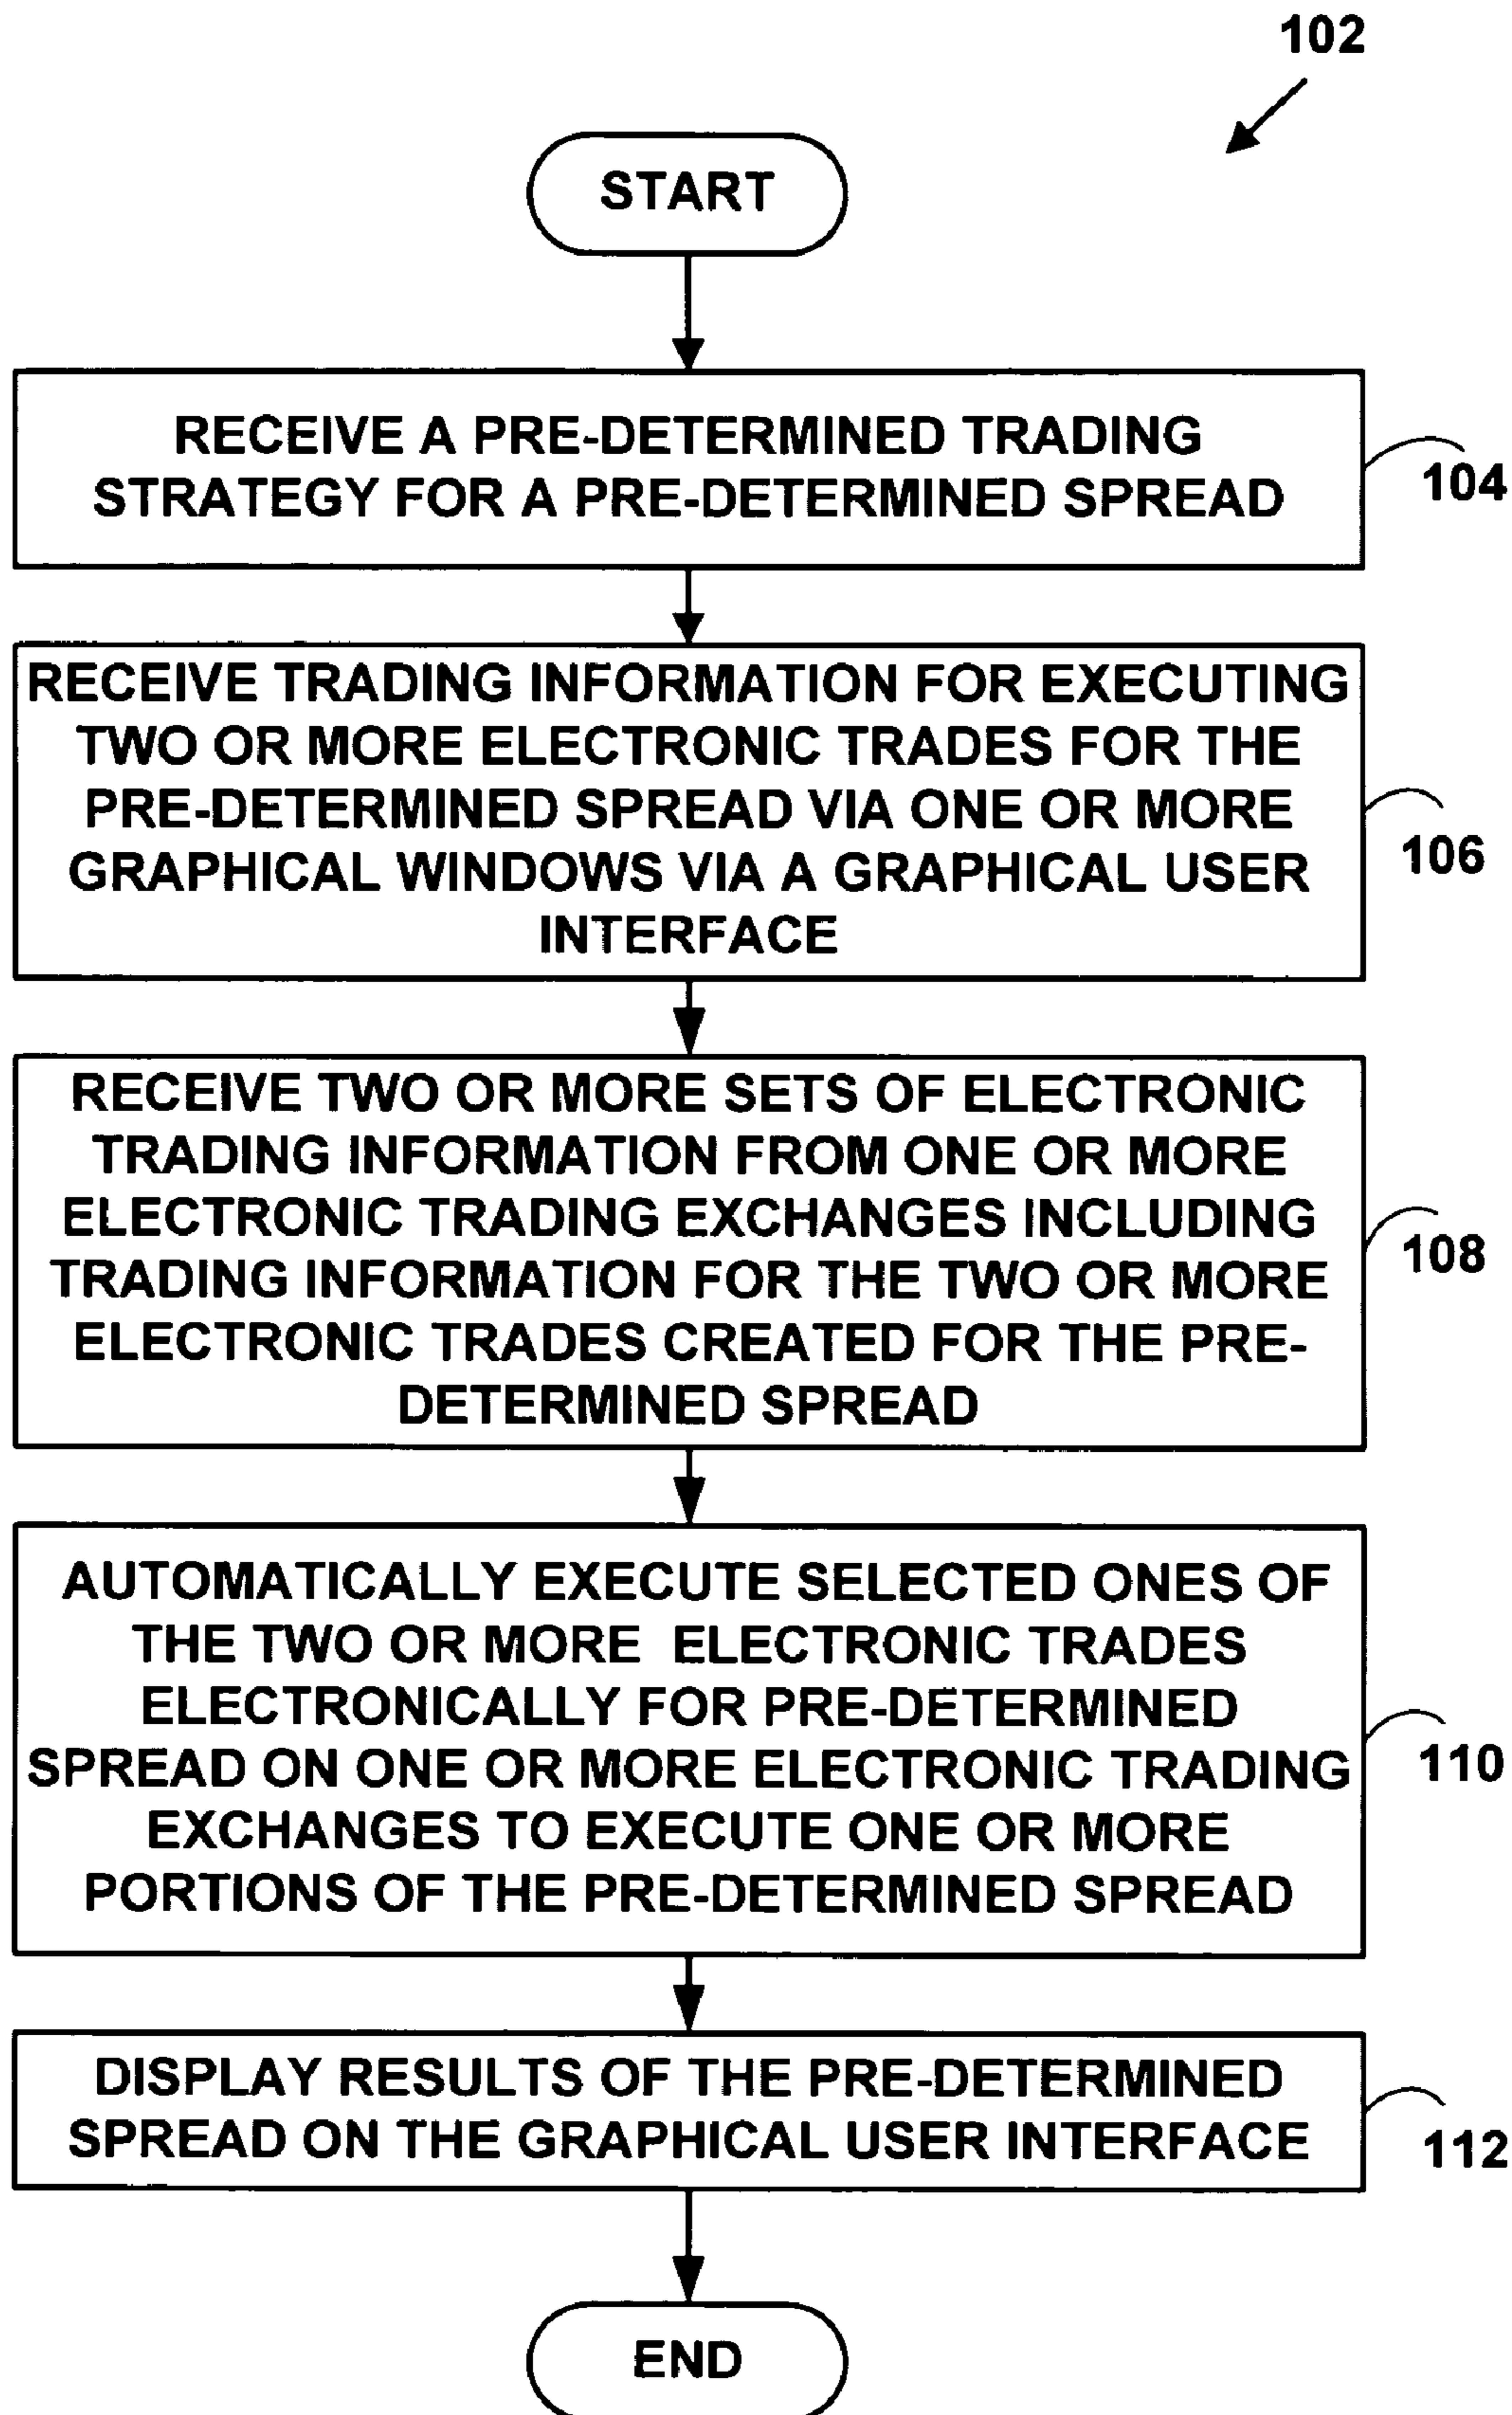 102
START
RECEIVE A PRE-DETERMINED TRADING
STRATEGY FOR A PRE-DETERMINED SPREAD
104
RECEIVE TRADING INFORMATION FOR EXECUTING
TWO OR MORE ELECTRONIC TRADES FOR THE
PRE-DETERMINED SPREAD VIA ONE OR MORE
GRAPHICAL WINDOWS VIA A GRAPHICAL USER
INTERFACE
106
RECEIVE TWO OR MORE SETS OF ELECTRONIC
TRADING INFORMATION FROM ONE OR MORE
ELECTRONIC TRADING EXCHANGES INCLUDING
TRADING INFORMATION FOR THE TWO OR MORE
ELECTRONIC TRADES CREATED FOR THE PRE-
DETERMINED SPREAD
108
AUTOMATICALLY EXECUTE SELECTED ONES OF
THE TWO OR MORE ELECTRONIC TRADES
ELECTRONICALLY FOR PRE-DETERMINED
SPREAD ON ONE OR MORE ELECTRONIC TRADING
EXCHANGES TO EXECUTE ONE OR MORE
PORTIONS OF THE PRE-DETERMINED SPREAD
110
DISPLAY RESULTS OF THE PRE-DETERMINED
SPREAD ON THE GRAPHICAL USER INTERFACE
112
END